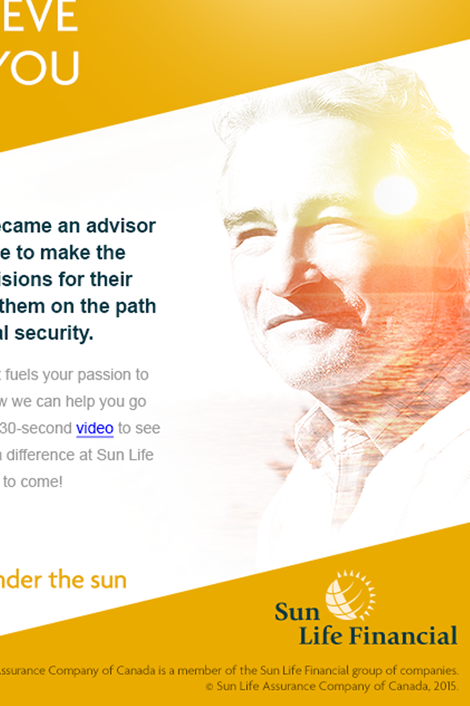 EVE
YOU
ecame an advisor
e to make the
isions for their
them on the path
al security.
t fuels your passion to
w we can help you go
30-second video to see
a difference at Sun Life
to come!
nder the sun
Sun
Life Financial
Assurance Company of Canada is a member of the Sun Life Financial group of companies.
© Sun Life Assurance Company of Canada, 2015.